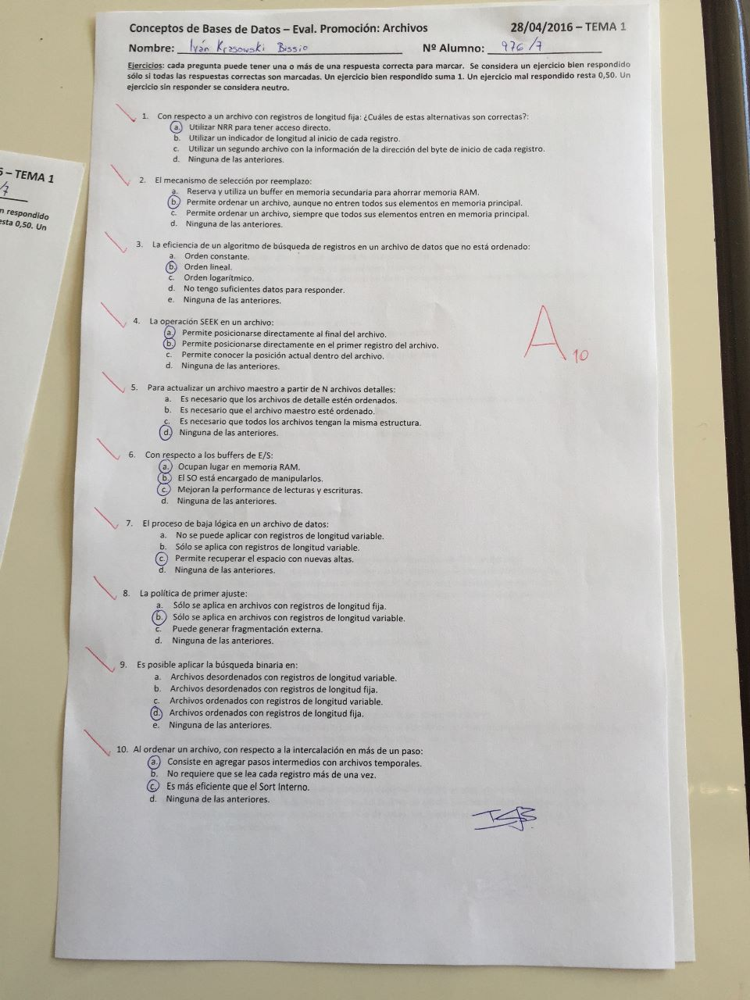 Conceptos de Bases de Datos – Eval. Promoción: Archivos 28/04/2016 – TEMA 1
Nombre: Iván Krasowski Bissio Nº Alumno: 976/7
Ejercicios: cada pregunta puede tener una o más de una respuesta correcta para marcar. Se considera un ejercicio bien respondido
sólo si todas las respuestas correctas son marcadas. Un ejercicio bien respondido suma 1. Un ejercicio mal respondido resta 0,50. Un
ejercicio sin responder se considera neutro.
1. Con respecto a un archivo con registros de longitud fija: ¿Cuáles de estas alternativas son correctas?:
a. Utilizar NRR para tener acceso directo.
b. Utilizar un indicador de longitud al inicio de cada registro.
c. Utilizar un segundo archivo con la información de la dirección del byte de inicio de cada registro.
d. Ninguna de las anteriores.
2. El mecanismo de selección por reemplazo:
a. Reserva y utiliza un buffer en memoria secundaria para ahorrar memoria RAM.
b. Permite ordenar un archivo, aunque no entren todos sus elementos en memoria principal.
c. Permite ordenar un archivo, siempre que todos sus elementos entren en memoria principal.
d. Ninguna de las anteriores.
3. La eficiencia de un algoritmo de búsqueda de registros en un archivo de datos que no está ordenado:
a. Orden constante.
b. Orden lineal.
c. Orden logarítmico.
d. No tengo suficientes datos para responder.
e. Ninguna de las anteriores.
4. La operación SEEK en un archivo:
a. Permite posicionarse directamente al final del archivo.
b. Permite posicionarse directamente en el primer registro del archivo.
c. Permite conocer la posición actual dentro del archivo.
d. Ninguna de las anteriores.
A 10
5. Para actualizar un archivo maestro a partir de N archivos detalles:
a. Es necesario que los archivos de detalle estén ordenados.
b. Es necesario que el archivo maestro esté ordenado.
c. Es necesario que todos los archivos tengan la misma estructura.
d. Ninguna de las anteriores.
6. Con respecto a los buffers de E/S:
a. Ocupan lugar en memoria RAM.
b. El SO está encargado de manipularlos.
c. Mejoran la performance de lecturas y escrituras.
d. Ninguna de las anteriores.
7. El proceso de baja lógica en un archivo de datos:
a. No se puede aplicar con registros de longitud variable.
b. Sólo se aplica con registros de longitud variable.
c. Permite recuperar el espacio con nuevas altas.
d. Ninguna de las anteriores.
8. La política de primer ajuste:
a. Sólo se aplica en archivos con registros de longitud fija.
b. Sólo se aplica en archivos con registros de longitud variable.
c. Puede generar fragmentación externa.
d. Ninguna de las anteriores.
9. Es posible aplicar la búsqueda binaria en:
a. Archivos desordenados con registros de longitud variable.
b. Archivos desordenados con registros de longitud fija.
c. Archivos ordenados con registros de longitud variable.
d. Archivos ordenados con registros de longitud fija.
e. Ninguna de las anteriores.
10. Al ordenar un archivo, con respecto a la intercalación en más de un paso:
a. Consiste en agregar pasos intermedios con archivos temporales.
b. No requiere que se lea cada registro más de una vez.
c. Es más eficiente que el Sort Interno.
d. Ninguna de las anteriores.
– TEMA 1
/7
respondido
esta 0,50. Un